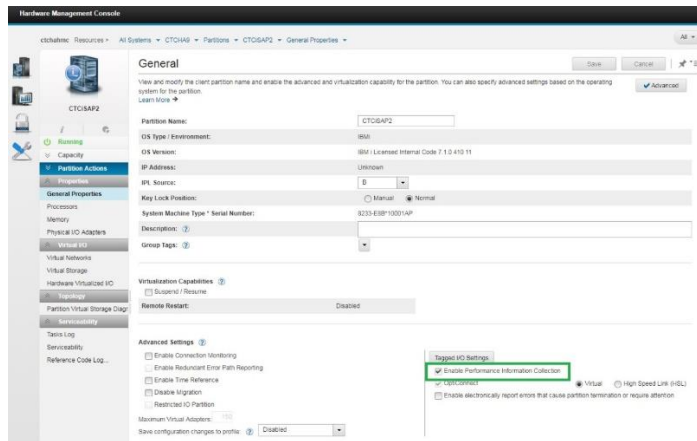 Hardware Management Console
ctchahmc Resources > All Systems CTCHA9 Partitions CTCiSAP2 General Properties
All
General
Save Cancel
View and modify the client partition name and enable the advanced and virtualization capability for the partition. You can also specify advanced settings based on the operating
system for the partition.
Learn More
Advanced
CTCiSAP2
Running
Capacity
Partition Actions
Properties
General Properties
Processors
Memory
Physical I/O Adapters
Virtual I/O
Virtual Networks
Virtual Storage
Hardware Virtualized I/O
Topology
Partition Virtual Storage Diagr
Serviceability
Tasks Log
Serviceability
Reference Code Log...
Partition Name: CTCiSAP2
OS Type / Environment: IBMi
OS Version: IBM i Licensed Internal Code 7.1.0 410 11
IP Address: Unknown
IPL Source: B
Key Lock Position: Manual Normal
System Machine Type * Serial Number: 8233-E8B*10001AP
Description: ?
Group Tags: ?
Virtualization Capabilities ?
Suspend / Resume
Remote Restart: Disabled
Advanced Settings ?
Enable Connection Monitoring
Enable Redundant Error Path Reporting
Enable Time Reference
Disable Migration
Restricted IO Partition
Maximum Virtual Adapters:
Save configuration changes to profile: ? Disabled
Tagged I/O Settings
Enable Performance Information Collection
OptiConnect Virtual High Speed Link (HSL)
Enable electronically report errors that cause partition termination or require attention